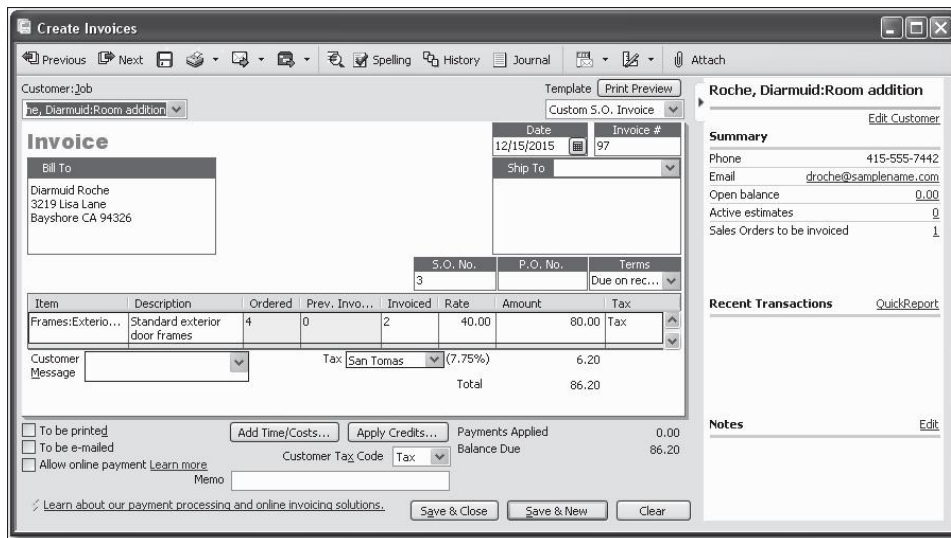 Create Invoices
Previous Next Spelling History Journal Attach
Customer:Job
he, Diarmuid:Room addition
Template Print Preview
Custom S.O. Invoice
Invoice
Date Invoice #
12/15/2015 97
Bill To
Diarmuid Roche
3219 Lisa Lane
Bayshore CA 94326
Ship To
S.O. No. P.O. No. Terms
3 Due on rec...
Item Description Ordered Prev. Invo... Invoiced Rate Amount Tax
Frames:Exterio... Standard exterior 4 0 2 40.00 80.00 Tax
door frames
Customer
Message
Tax San Tomas (7.75%) 6.20
Total 86.20
To be printed
To be e-mailed
Allow online payment Learn more
Add Time/Costs... Apply Credits...
Payments Applied 0.00
Customer Tax Code Tax
Balance Due 86.20
Memo
Learn about our payment processing and online invoicing solutions.
Save & Close Save & New Clear
Roche, Diarmuid:Room addition
Edit Customer
Summary
Phone 415-555-7442
Email droche@samplename.com
Open balance 0.00
Active estimates 0
Sales Orders to be invoiced 1
Recent Transactions QuickReport
Notes Edit